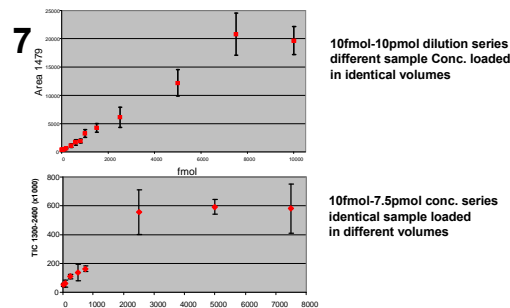 7
Area 1479
25000
20000
15000
10000
5000
0
0 2000 4000 6000 8000 10000
fmol
10fmol-10pmol dilution series
different sample Conc. loaded
in identical volumes
TIC 1300-2400 (x1000)
800
600
400
200
0
0 1000 2000 3000 4000 5000 6000 7000 8000
10fmol-7.5pmol conc. series
identical sample loaded
in different volumes